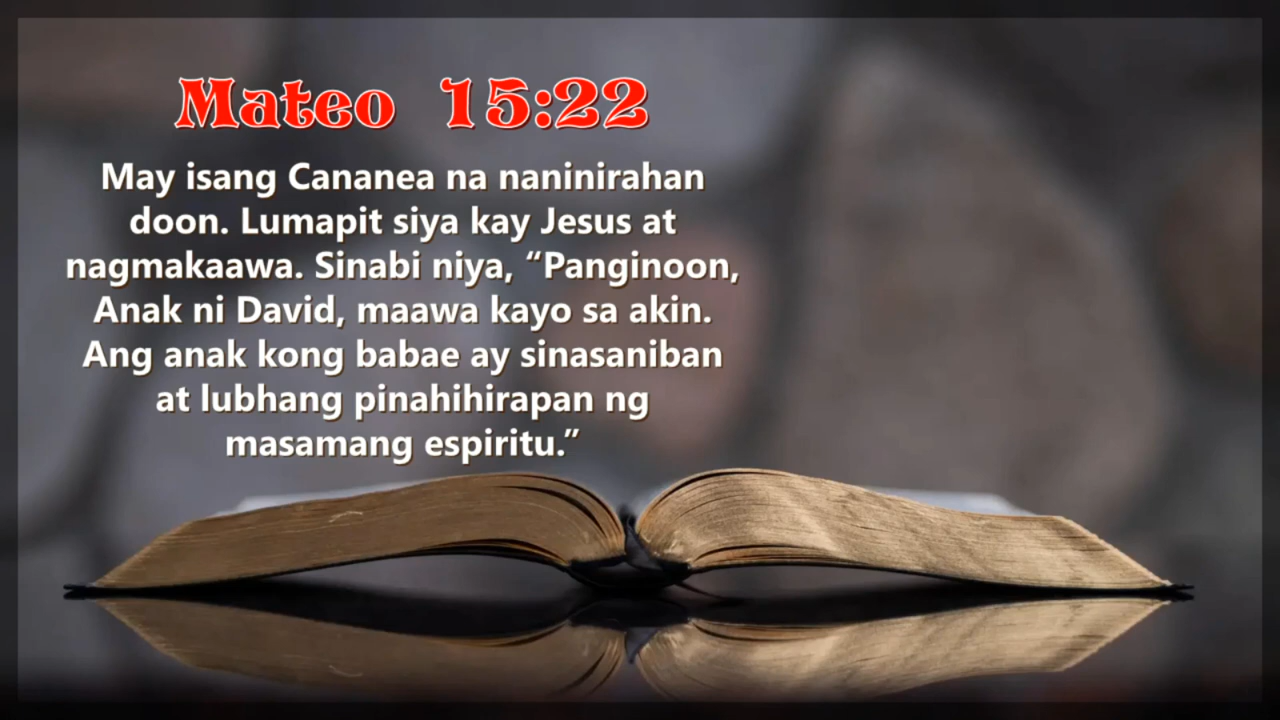 Mateo 15:22
May isang Cananea na naninirahan
doon. Lumapit siya kay Jesus at
nagmakaawa. Sinabi niya, “Panginoon,
Anak ni David, maawa kayo sa akin.
Ang anak kong babae ay sinasaniban
at lubhang pinahihirapan ng
masamang espiritu.”